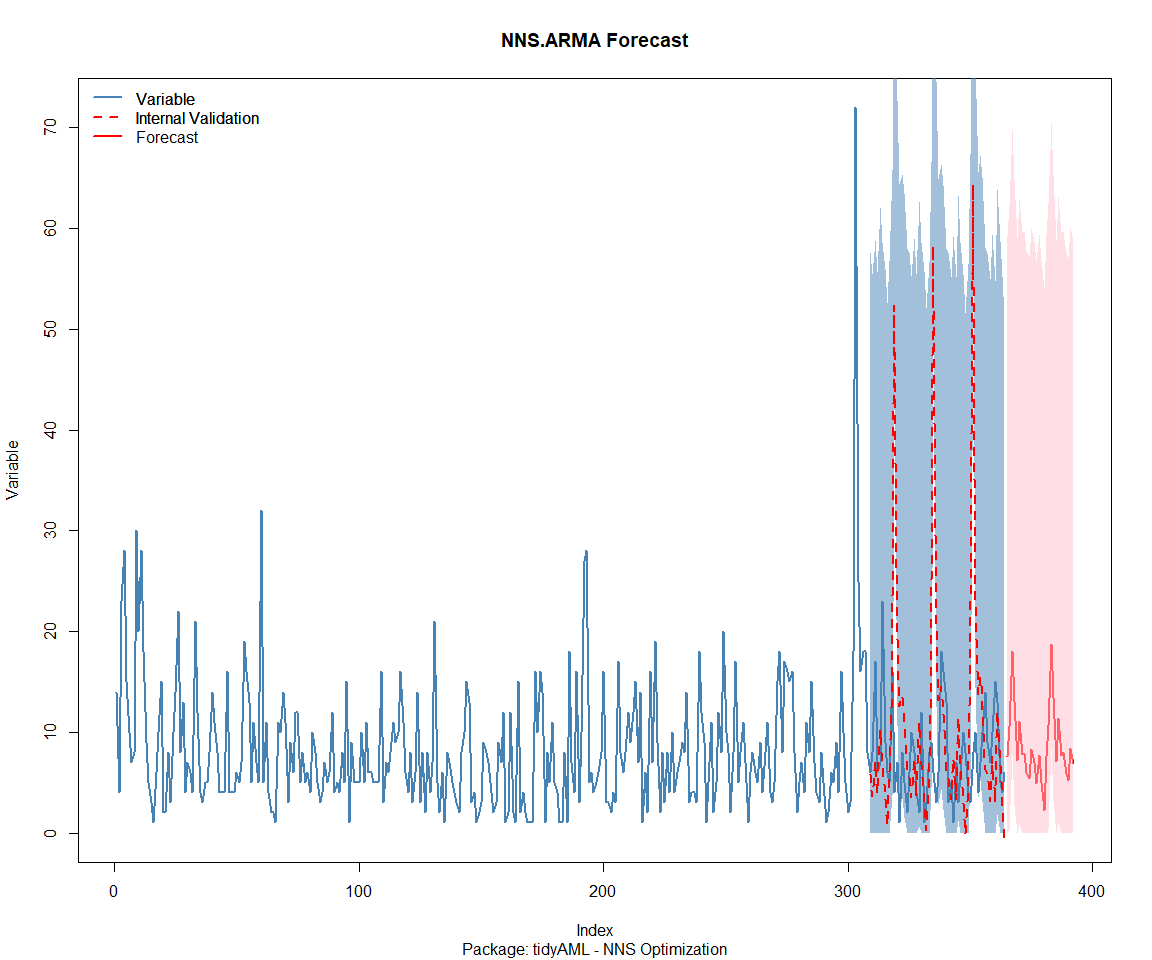 NNS.ARMA Forecast
Variable
Internal Validation
Forecast
Variable
70
60
50
40
30
20
10
0
0 100 200 300 400
Index
Package: tidyAML - NNS Optimization